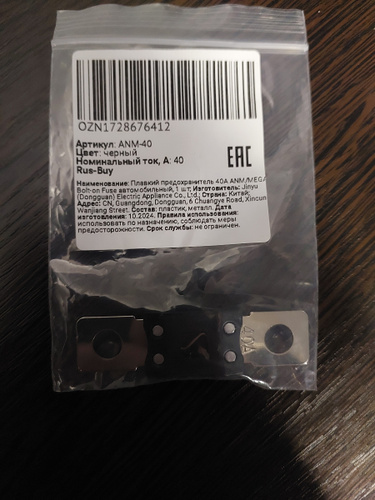 OZN1728676412
Артикул: ANM-40
Цвет: черный
Номинальный ток, А: 40
Rus-Buy
EAC
Наименование: Плавкий предохранитель 40A ANM/MEGA
Bolt-on Fuse автомобильный, 1 шт; Изготовитель: Jinyu
(Dongguan) Electric Appliance Co., Ltd.; Страна: Китай;
Адрес: CN, Guangdong, Dongguan, 6 Chuangye Road, Xincun
Wanjiang Street. Состав: пластик, металл. Дата
изготовления: 10.2024. Правила использования:
использовать по назначению, соблюдать меры
предосторожности. Срок службы: не ограничен.
40A